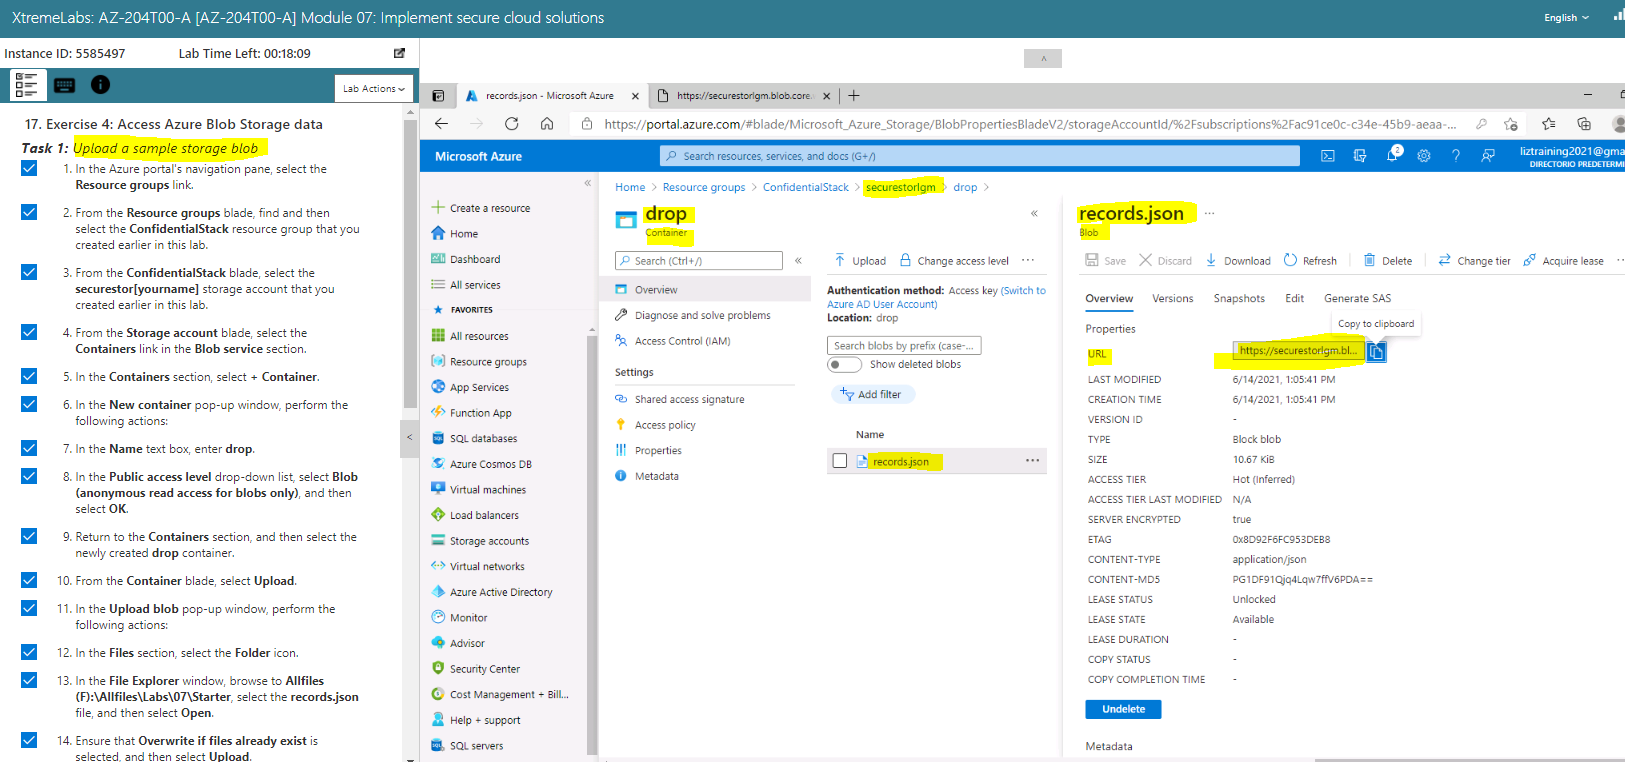 XtremeLabs: AZ-204T00-A [AZ-204T00-A] Module 07: Implement secure cloud solutions
English
Instance ID: 5585497
Lab Time Left: 00:18:09
Lab Actions
17. Exercise 4: Access Azure Blob Storage data
Task 1: Upload a sample storage blob
1. In the Azure portal's navigation pane, select the
Resource groups link.
2. From the Resource groups blade, find and then
select the ConfidentialStack resource group that you
created earlier in this lab.
3. From the ConfidentialStack blade, select the
securestor[yourname] storage account that you
created earlier in this lab.
4. From the Storage account blade, select the
Containers link in the Blob service section.
5. In the Containers section, select + Container.
6. In the New container pop-up window, perform the
following actions:
7. In the Name text box, enter drop.
8. In the Public access level drop-down list, select Blob
(anonymous read access for blobs only), and then
select OK.
9. Return to the Containers section, and then select the
newly created drop container.
10. From the Container blade, select Upload.
11. In the Upload blob pop-up window, perform the
following actions:
12. In the Files section, select the Folder icon.
13. In the File Explorer window, browse to Allfiles
(F):\Allfiles\Labs\07\Starter, select the records.json
file, and then select Open.
14. Ensure that Overwrite if files already exist is
selected, and then select Upload.
records.json - Microsoft Azure
https://securestorlgm.blob.core.
https://portal.azure.com/#blade/Microsoft_Azure_Storage/BlobPropertiesBladeV2/storageAccountId/%2Fsubscriptions%2Fac91ce0c-c34e-45b9-aeaa-...
Microsoft Azure
Search resources, services, and docs (G+/)
2
liztraining2021@gma
DIRECTORIO PREDETERMI
Create a resource
Home
Dashboard
All services
FAVORITES
All resources
Resource groups
App Services
Function App
SQL databases
Azure Cosmos DB
Virtual machines
Load balancers
Storage accounts
Virtual networks
Azure Active Directory
Monitor
Advisor
Security Center
Cost Management + Bill...
Help + support
SQL servers
Home > Resource groups > ConfidentialStack > securestorlgm > drop >
drop
Container
Search (Ctrl+/)
Overview
Diagnose and solve problems
Access Control (IAM)
Settings
Shared access signature
Access policy
Properties
Metadata
Upload
Change access level
Authentication method: Access key (Switch to
Azure AD User Account)
Location: drop
Search blobs by prefix (case-...
Show deleted blobs
Add filter
Name
records.json
records.json
Blob
Save
Discard
Download
Refresh
Delete
Change tier
Acquire lease
Overview
Versions
Snapshots
Edit
Generate SAS
Copy to clipboard
Properties
URL https://securestorlgm.bl...
LAST MODIFIED 6/14/2021, 1:05:41 PM
CREATION TIME 6/14/2021, 1:05:41 PM
VERSION ID -
TYPE Block blob
SIZE 10.67 KiB
ACCESS TIER Hot (Inferred)
ACCESS TIER LAST MODIFIED N/A
SERVER ENCRYPTED true
ETAG 0x8D92F6FC953DEB8
CONTENT-TYPE application/json
CONTENT-MD5 PG1DF91Qjq4Lqw7ffV6PDA==
LEASE STATUS Unlocked
LEASE STATE Available
LEASE DURATION -
COPY STATUS -
COPY COMPLETION TIME -
Undelete
Metadata